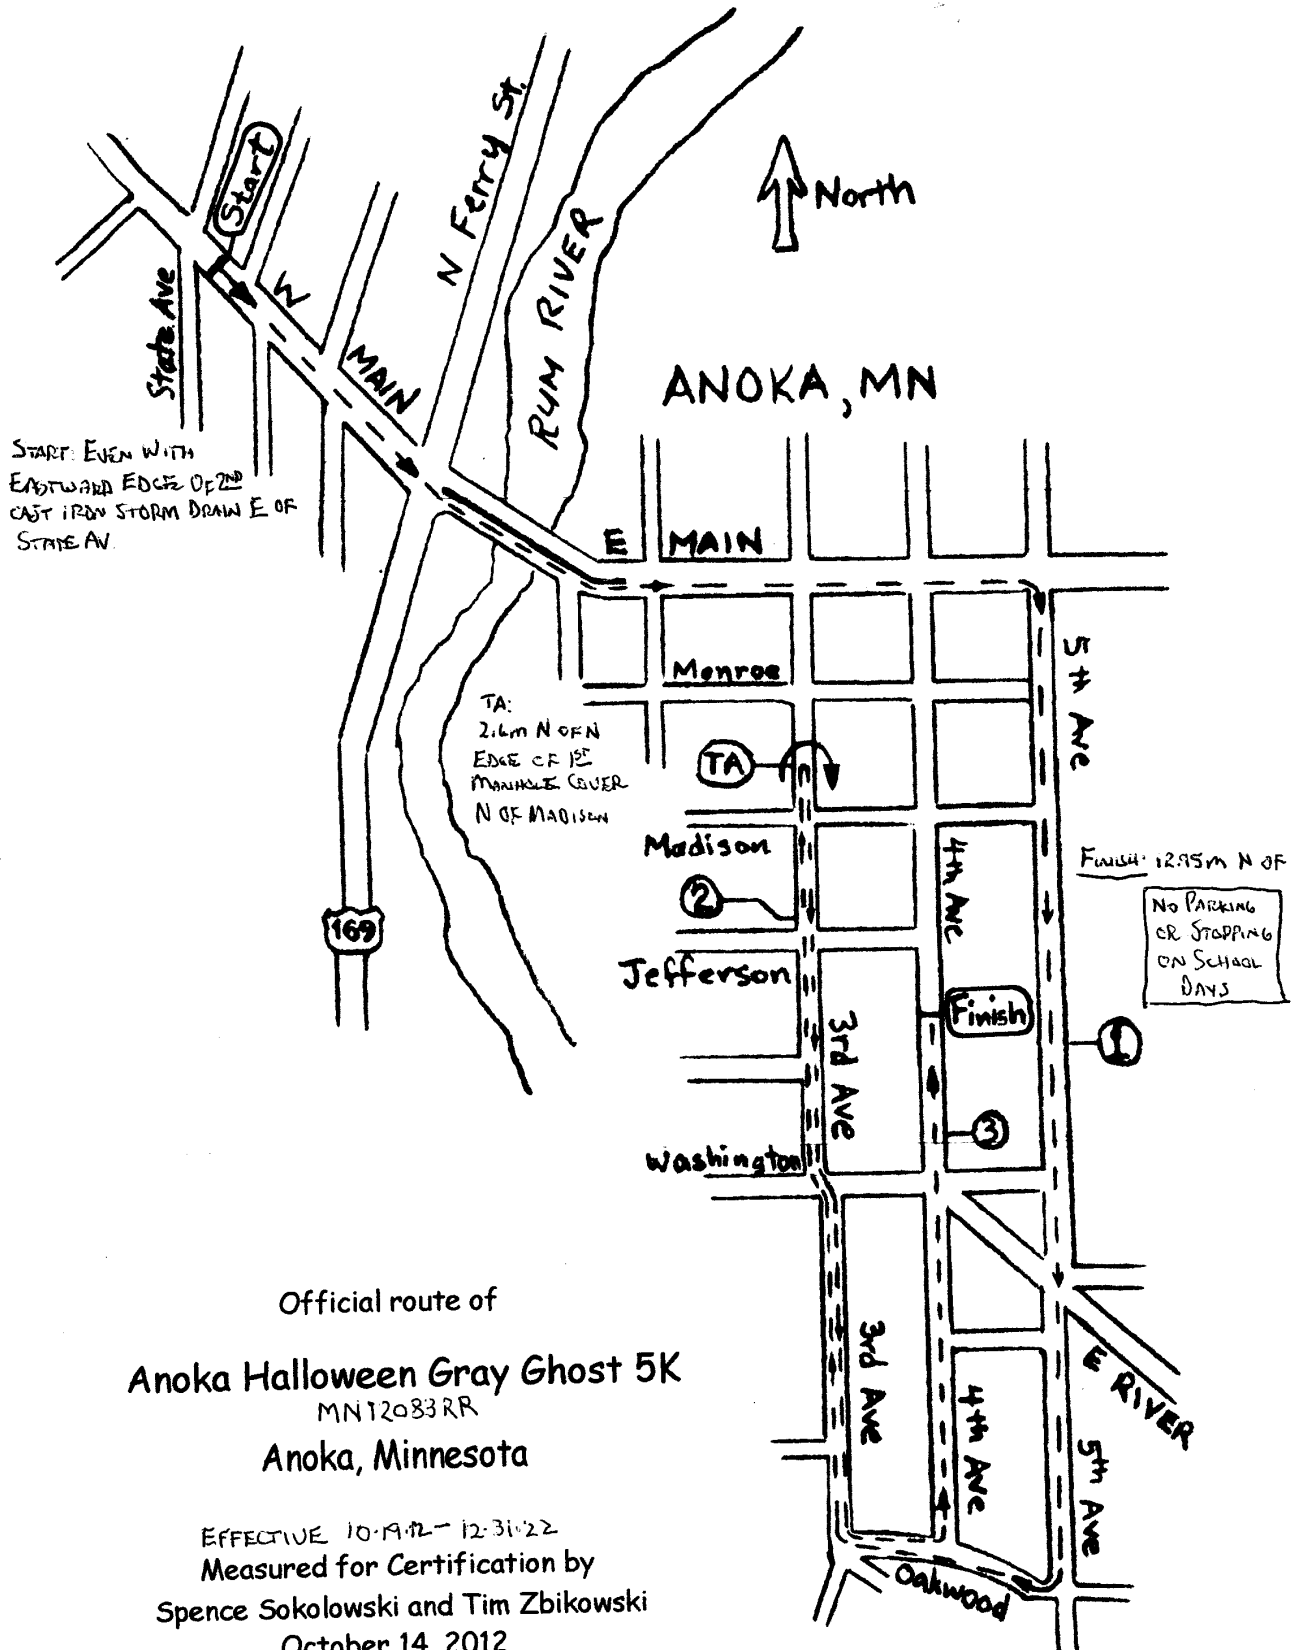 Start
N Ferry St.
North
RUM RIVER
State Ave
W
MAIN
ANOKA, MN
START: EVEN WITH
EASTWARD EDGE OF 2ND
CAST IRON STORM DRAIN E OF
STATE AV.
E MAIN
5th Ave
Monroe
TA:
2.6m N OF N
EDGE OF 1ST
MANHOLE COVER
N OF MADISON
TA
Madison
4th Ave
FINISH: 12.95m N OF
NO PARKING
OR STOPPING
ON SCHOOL
DAYS
2
169
Jefferson
Finish
3rd Ave
1
3
Washington
Official route of
Anoka Halloween Gray Ghost 5K
MN12083RR
Anoka, Minnesota
3rd Ave
4th Ave
E RIVER
5th Ave
EFFECTIVE 10·19·12 - 12·31·22
Measured for Certification by
Oakwood
Spence Sokolowski and Tim Zbikowski
October 14, 2012